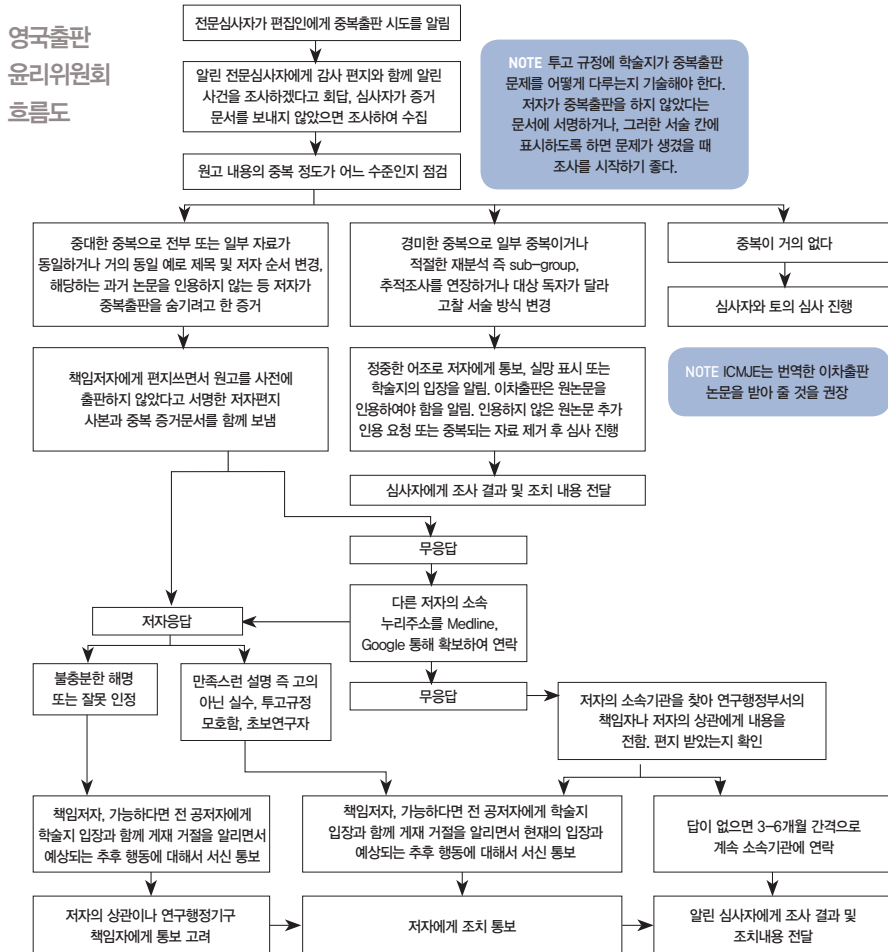 영국출판
윤리위원회
흐름도
전문심사자가 편집인에게 중복출판 시도를 알림
알린 전문심사자에게 감사 편지와 함께 알린
사건을 조사하겠다고 회답, 심사자가 증거
문서를 보내지 않았으면 조사하여 수집
NOTE 투고 규정에 학술지가 중복출판
문제를 어떻게 다루는지 기술해야 한다.
저자가 중복출판을 하지 않았다는
문서에 서명하거나, 그러한 서술 칸에
표시하도록 하면 문제가 생겼을 때
조사를 시작하기 좋다.
원고 내용의 중복 정도가 어느 수준인지 점검
중대한 중복으로 전부 또는 일부 자료가
동일하거나 거의 동일 예로 제목 및 저자 순서 변경,
해당하는 과거 논문을 인용하지 않는 등 저자가
중복출판을 숨기려고 한 증거
경미한 중복으로 일부 중복이거나
적절한 재분석 즉 sub-group,
추적조사를 연장하거나 대상 독자가 달라
고찰 서술 방식 변경
중복이 거의 없다
심사자와 토의 심사 진행
책임저자에게 편지쓰면서 원고를 사전에
출판하지 않았다고 서명한 저자편지
사본과 중복 증거문서를 함께 보냄
정중한 어조로 저자에게 통보, 실망 표시 또는
학술지의 입장을 알림. 이차출판은 원논문을
인용하여야 함을 알림. 인용하지 않은 원논문 추가
인용 요청 또는 중복되는 자료 제거 후 심사 진행
NOTE ICMJE는 번역한 이차출판
논문을 받아 줄 것을 권장
심사자에게 조사 결과 및 조치 내용 전달
무응답
저자응답
다른 저자의 소속
누리주소를 Medline,
Google 통해 확보하여 연락
불충분한 해명
또는 잘못 인정
만족스런 설명 즉 고의
아닌 실수, 투고규정
모호함, 초보연구자
무응답
저자의 소속기관을 찾아 연구행정부서의
책임자나 저자의 상관에게 내용을
전함. 편지 받았는지 확인
책임저자, 가능하다면 전 공저자에게
학술지 입장과 함께 게재 거절을 알리면서
예상되는 추후 행동에 대해서 서신 통보
책임저자, 가능하다면 전 공저자에게 학술지
입장과 함께 게재 거절을 알리면서 현재의 입장과
예상되는 추후 행동에 대해서 서신 통보
답이 없으면 3-6개월 간격으로
계속 소속기관에 연락
저자의 상관이나 연구행정기구
책임자에게 통보 고려
저자에게 조치 통보
알린 심사자에게 조사 결과 및
조치내용 전달